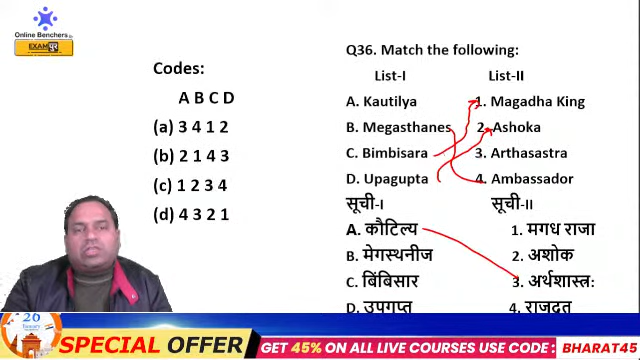 Online Benchers
EXAM पुर
Codes:
A B C D
(a) 3 4 1 2
(b) 2 1 4 3
(c) 1 2 3 4
(d) 4 3 2 1
Q36. Match the following:
List-I List-II
A. Kautilya 1. Magadha King
B. Megasthanes 2. Ashoka
C. Bimbisara 3. Arthasastra
D. Upagupta 4. Ambassador
सूची-I सूची-II
A. कौटिल्य 1. मगध राजा
B. मेगस्थनीज 2. अशोक
C. बिंबिसार 3. अर्थशास्त्र:
D. उपगुप्त 4. राजदूत
26
January
SPECIAL OFFER
GET 45% ON ALL LIVE COURSES USE CODE : BHARAT45